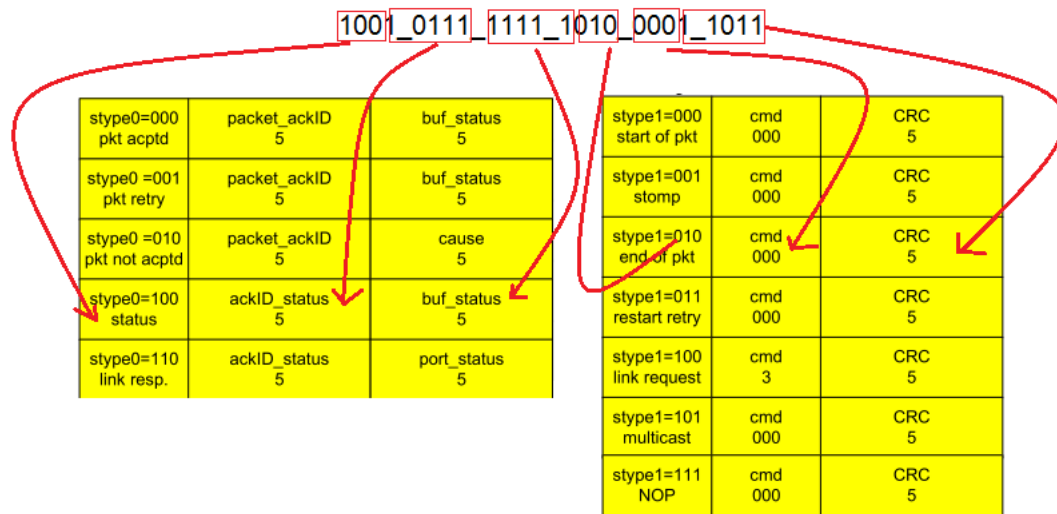 1001_0111_1111_1010_0001_1011
stype0=000 packet_ackID buf_status
pkt acptd 5 5
stype0 =001 packet_ackID buf_status
pkt retry 5 5
stype0 =010 packet_ackID cause
pkt not acptd 5 5
stype0=100 ackID_status buf_status
status 5 5
stype0=110 ackID_status port_status
link resp. 5 5
stype1=000 cmd CRC
start of pkt 000 5
stype1=001 cmd CRC
stomp 000 5
stype1=010 cmd CRC
end of pkt 000 5
stype1=011 cmd CRC
restart retry 000 5
stype1=100 cmd CRC
link request 3 5
stype1=101 cmd CRC
multicast 000 5
stype1=111 cmd CRC
NOP 000 5